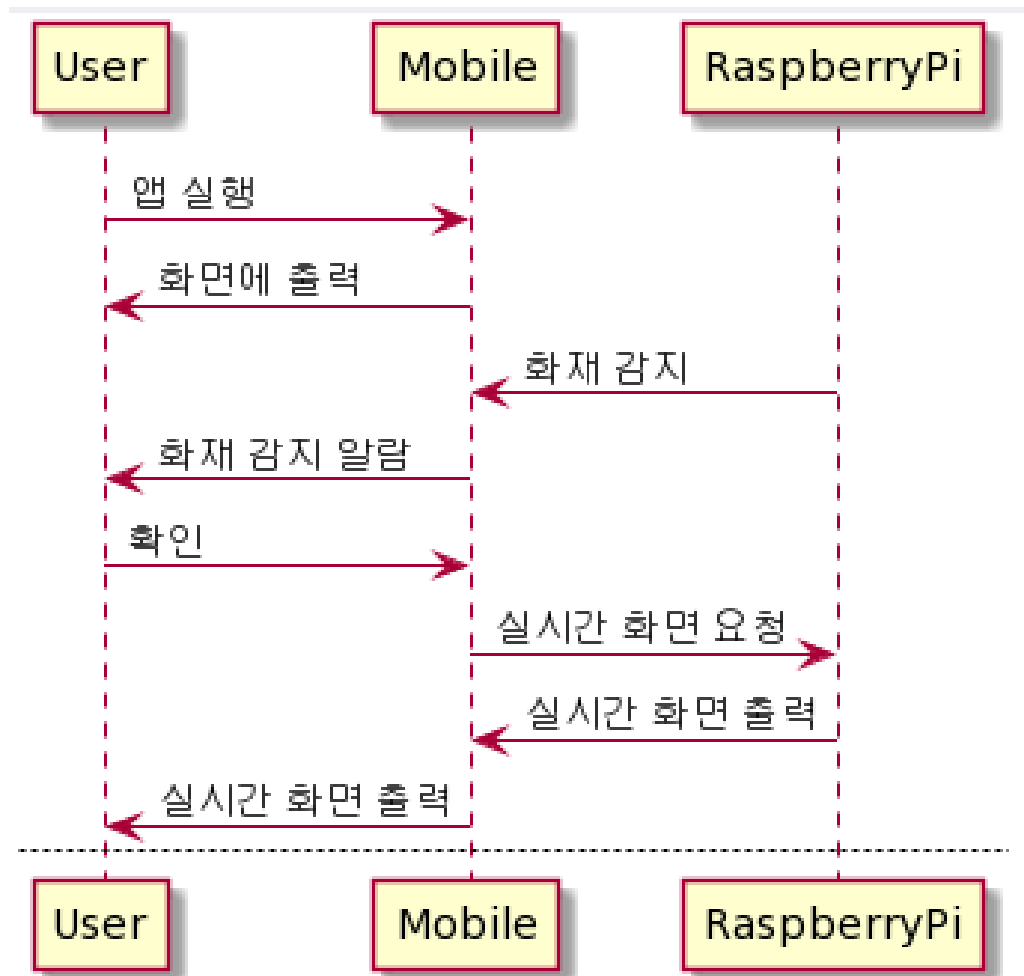 User
Mobile
RaspberryPi
앱 실행
화면에 출력
화재 감지
화재 감지 알람
확인
실시간 화면 요청
실시간 화면 출력
실시간 화면 출력
User
Mobile
RaspberryPi